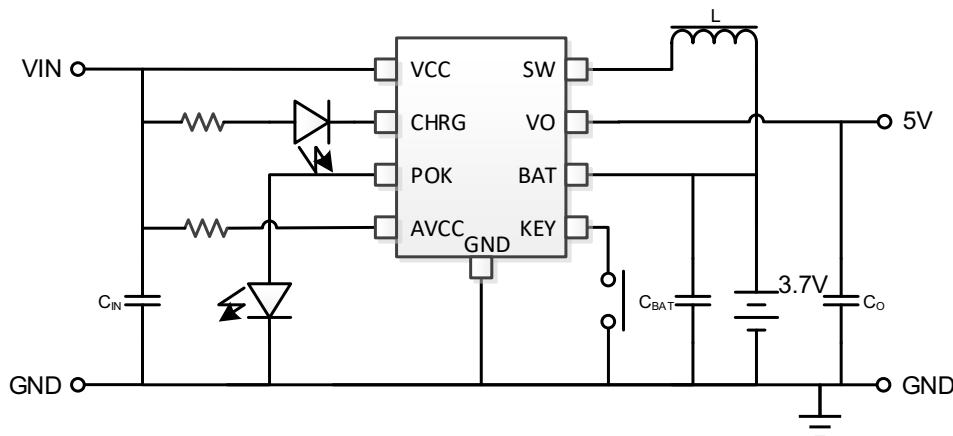 L
VIN
VCC
SW
CHRG
VO
5V
POK
BAT
AVCC
KEY
GND
3.7V
CIN
CBAT
CO
GND
GND